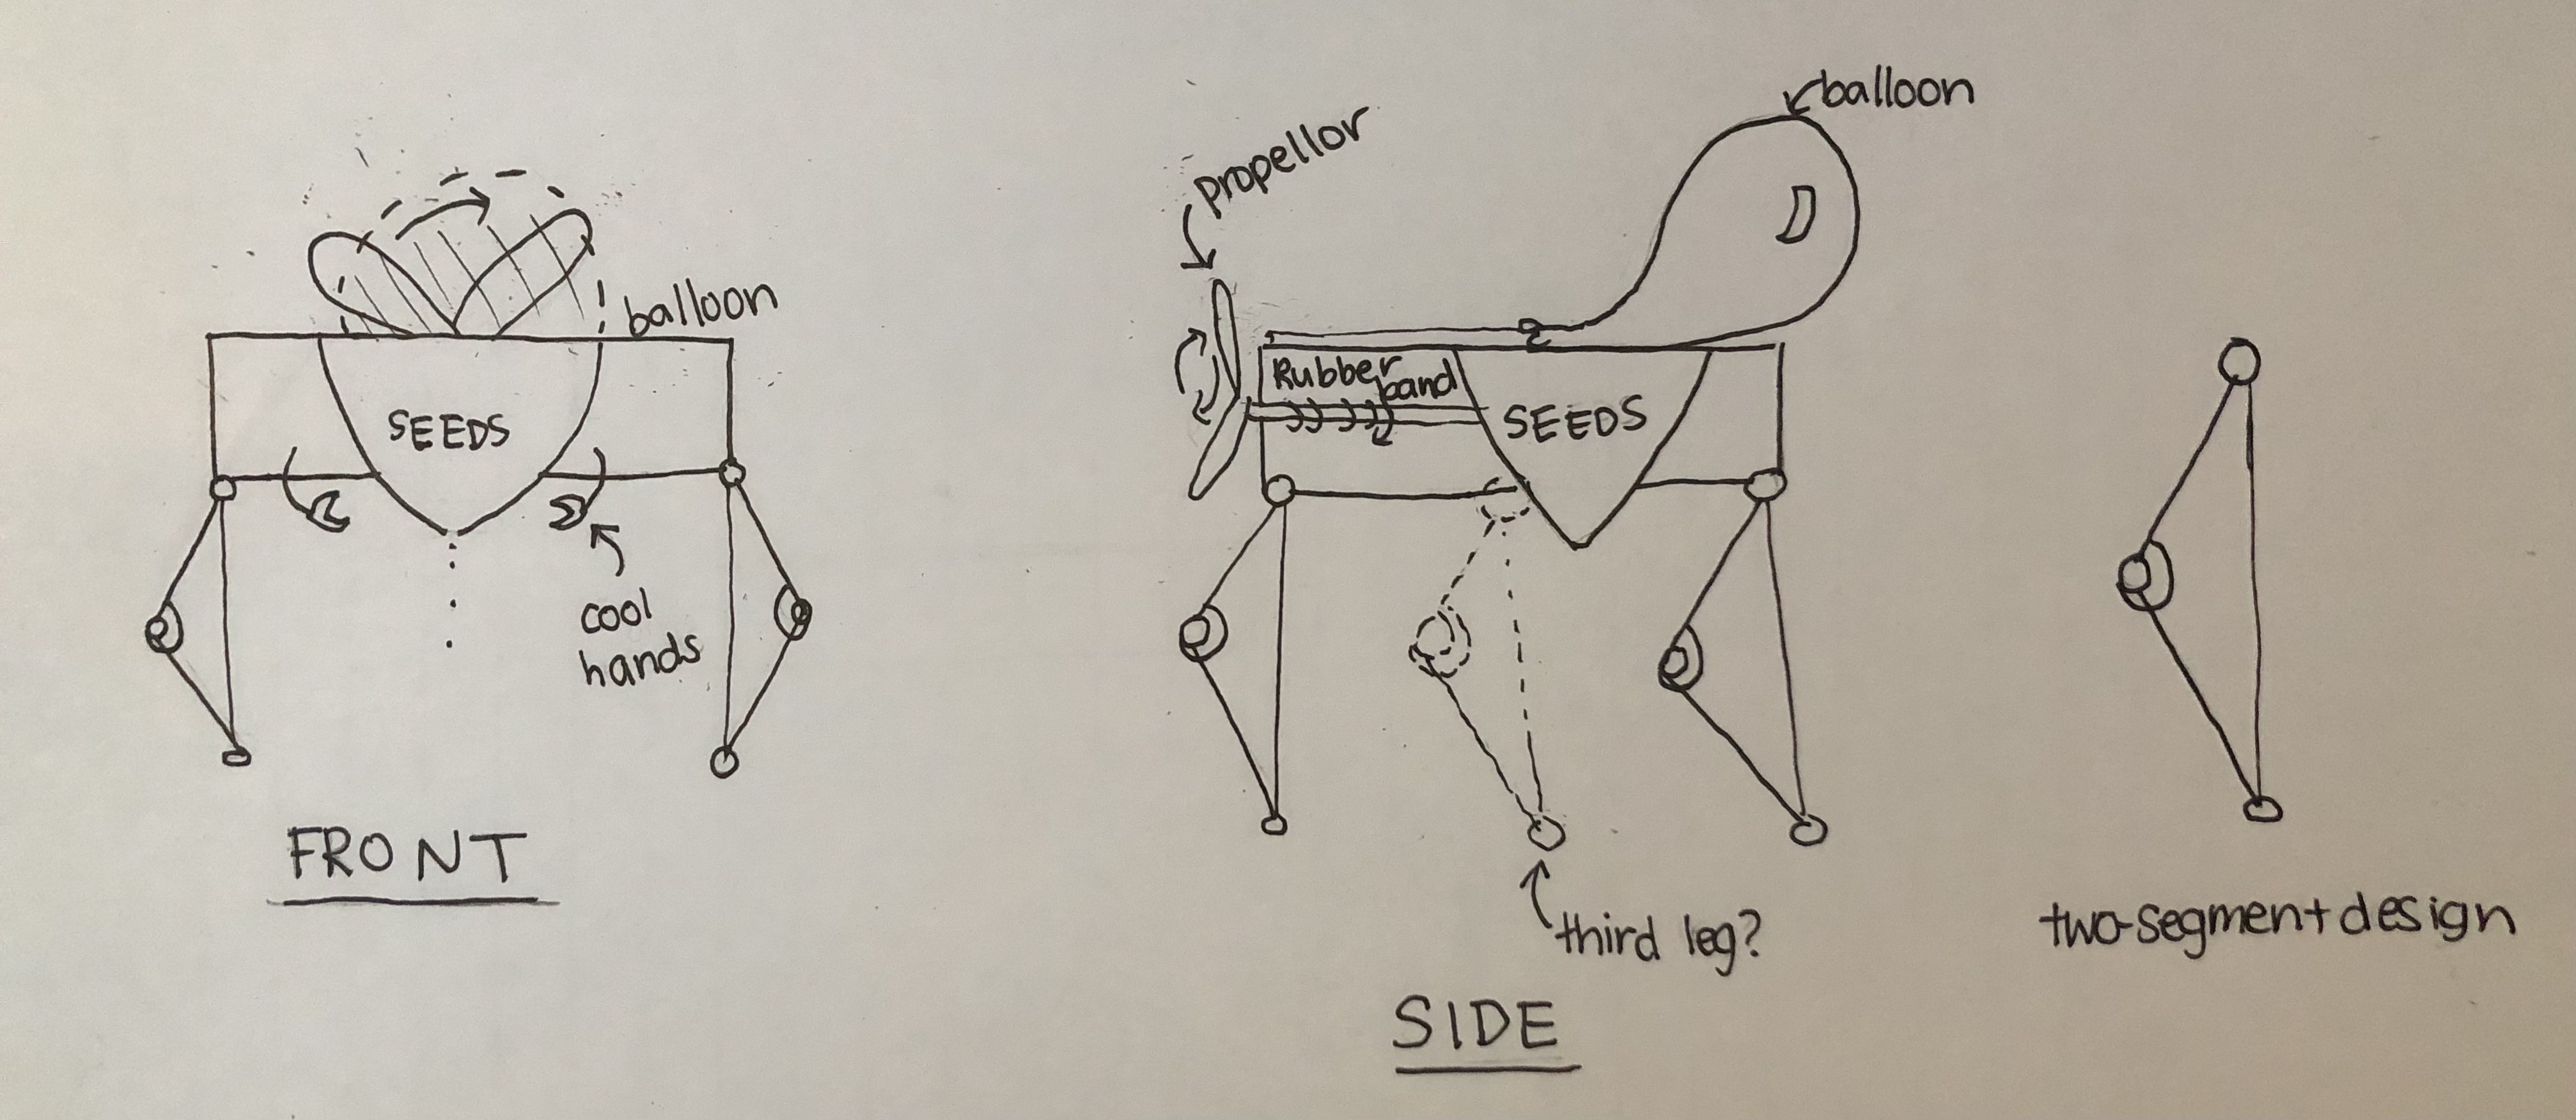 balloon
SEEDS
cool
hands
FRONT
propellor
balloon
Rubber
band
SEEDS
third leg?
SIDE
two-segment design